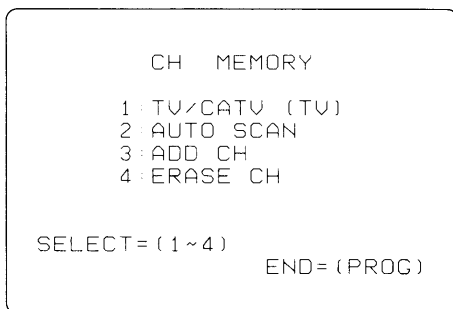 CH MEMORY
1:TV/CATV (TV)
2:AUTO SCAN
3:ADD CH
4:ERASE CH
SELECT=(1~4)
END=(PROG)